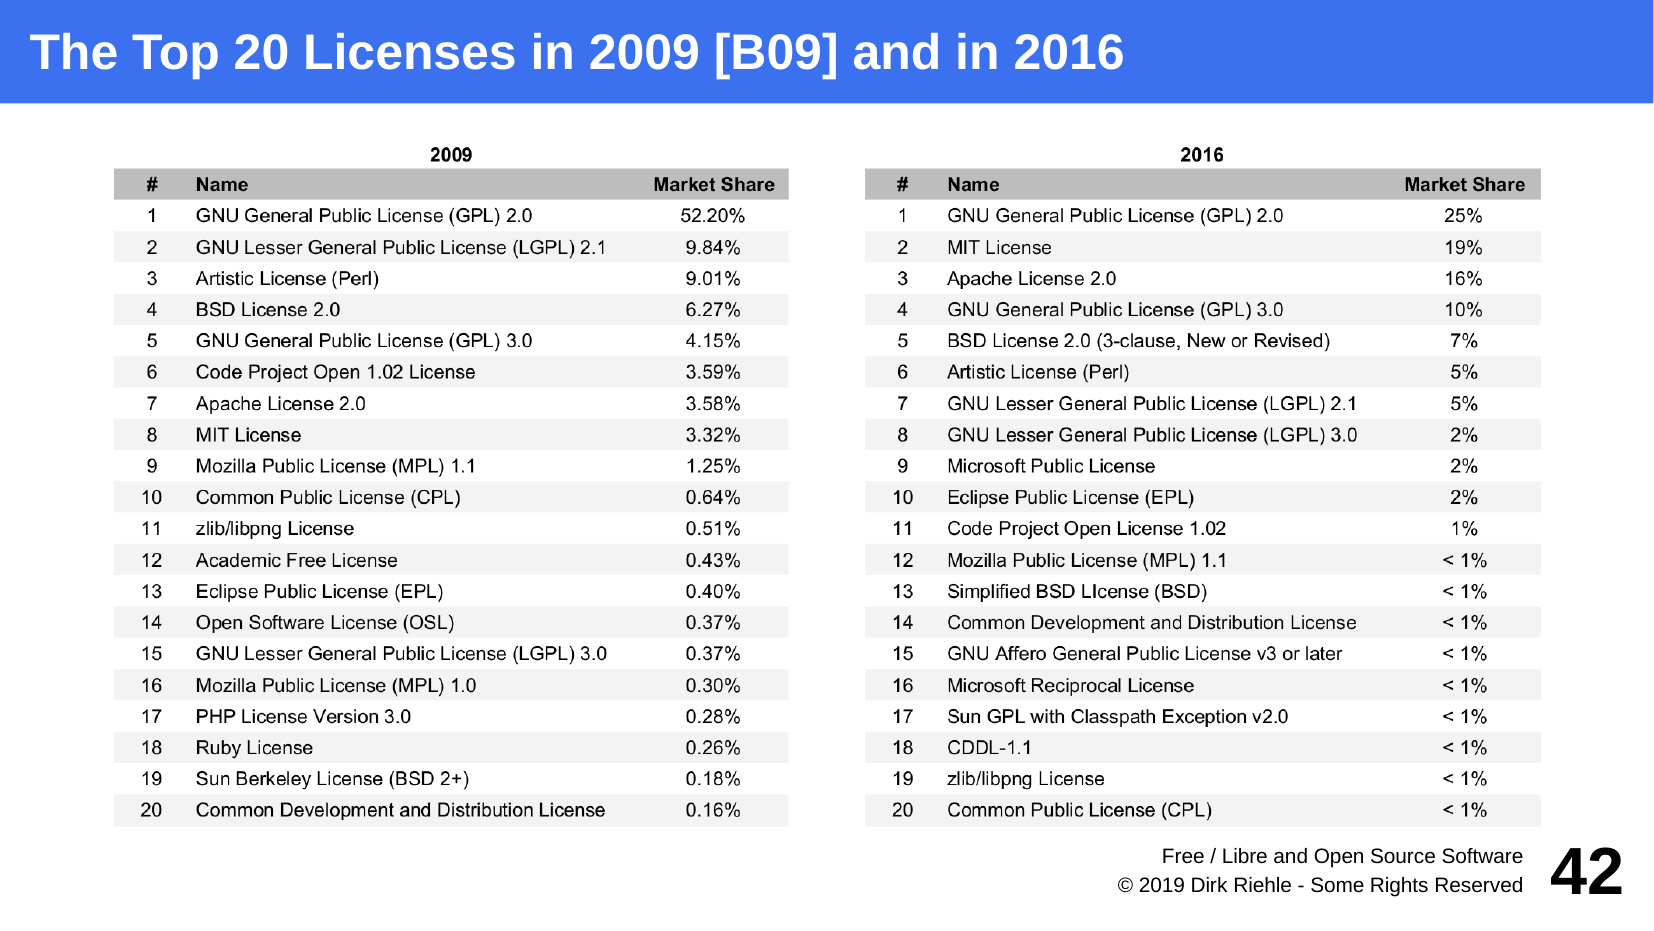 The Top 20 Licenses in 2009 [B09] and in 2016
2009
# Name Market Share
1 GNU General Public License (GPL) 2.0 52.20%
2 GNU Lesser General Public License (LGPL) 2.1 9.84%
3 Artistic License (Perl) 9.01%
4 BSD License 2.0 6.27%
5 GNU General Public License (GPL) 3.0 4.15%
6 Code Project Open 1.02 License 3.59%
7 Apache License 2.0 3.58%
8 MIT License 3.32%
9 Mozilla Public License (MPL) 1.1 1.25%
10 Common Public License (CPL) 0.64%
11 zlib/libpng License 0.51%
12 Academic Free License 0.43%
13 Eclipse Public License (EPL) 0.40%
14 Open Software License (OSL) 0.37%
15 GNU Lesser General Public License (LGPL) 3.0 0.37%
16 Mozilla Public License (MPL) 1.0 0.30%
17 PHP License Version 3.0 0.28%
18 Ruby License 0.26%
19 Sun Berkeley License (BSD 2+) 0.18%
20 Common Development and Distribution License 0.16%
2016
# Name Market Share
1 GNU General Public License (GPL) 2.0 25%
2 MIT License 19%
3 Apache License 2.0 16%
4 GNU General Public License (GPL) 3.0 10%
5 BSD License 2.0 (3-clause, New or Revised) 7%
6 Artistic License (Perl) 5%
7 GNU Lesser General Public License (LGPL) 2.1 5%
8 GNU Lesser General Public License (LGPL) 3.0 2%
9 Microsoft Public License 2%
10 Eclipse Public License (EPL) 2%
11 Code Project Open License 1.02 1%
12 Mozilla Public License (MPL) 1.1 < 1%
13 Simplified BSD LIcense (BSD) < 1%
14 Common Development and Distribution License < 1%
15 GNU Affero General Public License v3 or later < 1%
16 Microsoft Reciprocal License < 1%
17 Sun GPL with Classpath Exception v2.0 < 1%
18 CDDL-1.1 < 1%
19 zlib/libpng License < 1%
20 Common Public License (CPL) < 1%
Free / Libre and Open Source Software
© 2019 Dirk Riehle - Some Rights Reserved
42